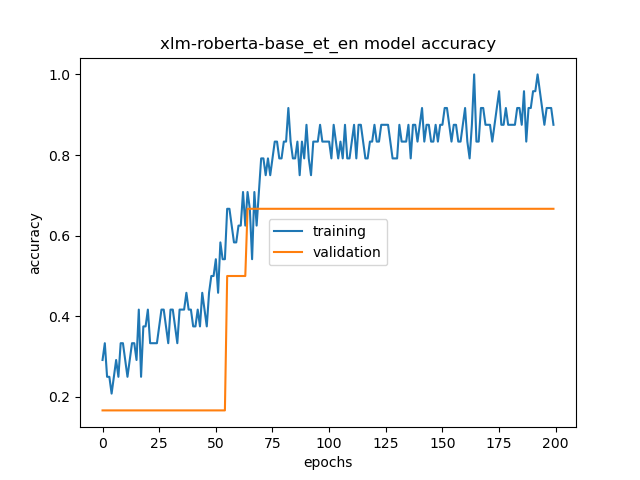 xlm-roberta-base_et_en model accuracy
1.0
0.8
0.6
0.4
0.2
accuracy
training
validation
0 25 50 75 100 125 150 175 200
epochs